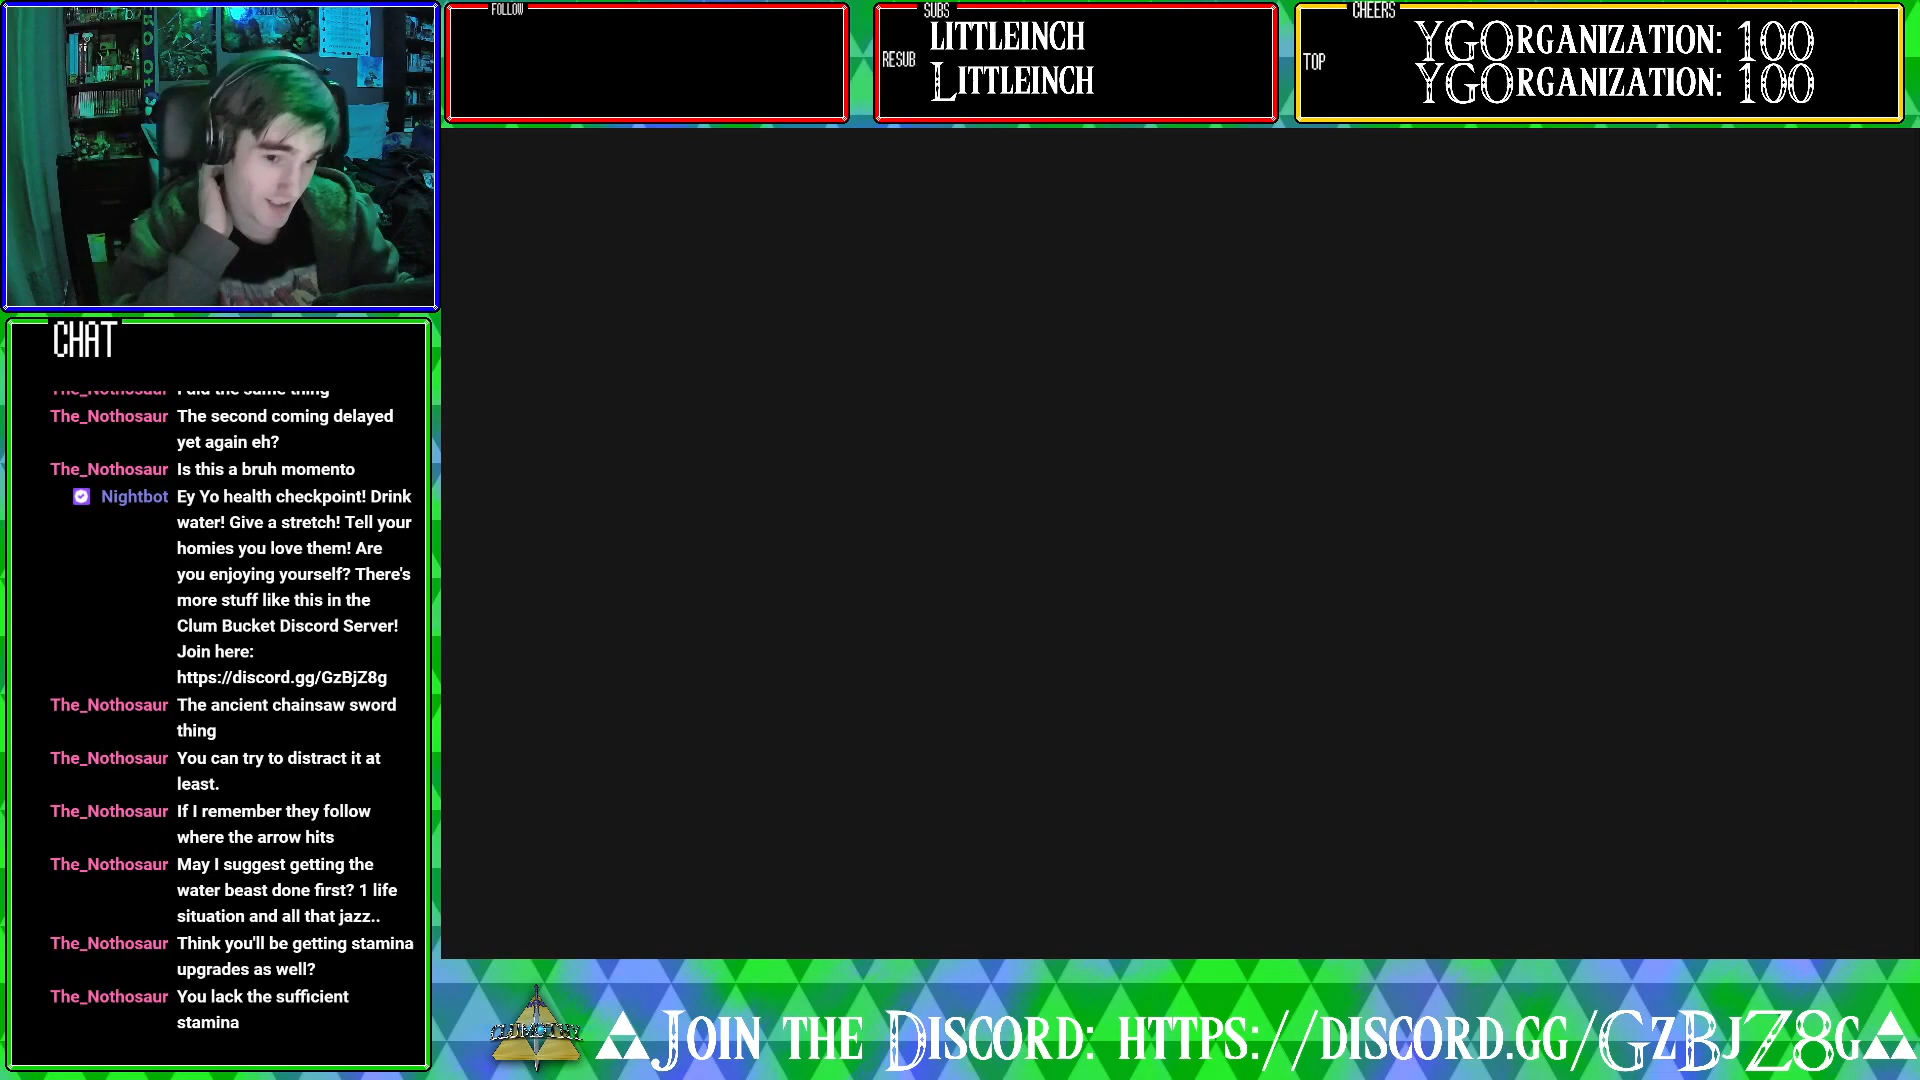 FOLLOW
SUBS
RESUB
LITTLEINCH
LITTLEINCH
CHEERS
TOP
YGORGANIZATION: 100
YGORGANIZATION: 100
CHAT
The_Nothosaur I did the same thing
The_Nothosaur The second coming delayed
yet again eh?
The_Nothosaur Is this a bruh momento
Nightbot Ey Yo health checkpoint! Drink
water! Give a stretch! Tell your
homies you love them! Are
you enjoying yourself? There's
more stuff like this in the
Clum Bucket Discord Server!
Join here:
https://discord.gg/GzBjZ8g
The_Nothosaur The ancient chainsaw sword
thing
The_Nothosaur You can try to distract it at
least.
The_Nothosaur If I remember they follow
where the arrow hits
The_Nothosaur May I suggest getting the
water beast done first? 1 life
situation and all that jazz..
The_Nothosaur Think you'll be getting stamina
upgrades as well?
The_Nothosaur You lack the sufficient
stamina
CLUMOTHY
JOIN THE DISCORD: HTTPS://DISCORD.GG/GZBJZ8G